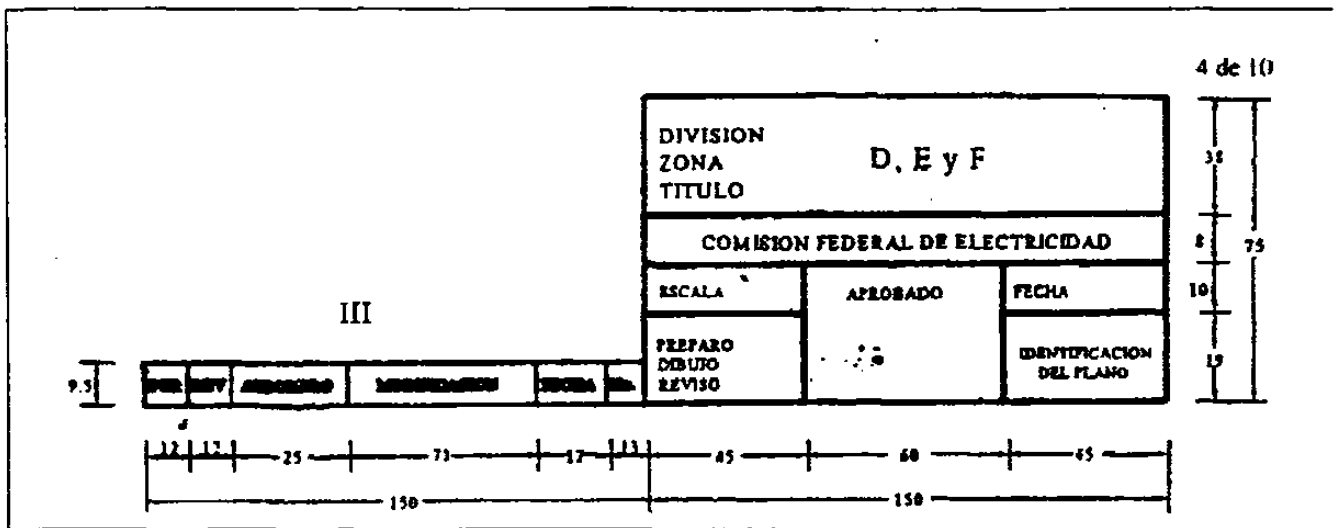 4 de 10
DIVISION
ZONA
TITULO
D, E y F
COMISION FEDERAL DE ELECTRICIDAD
ESCALA
APROBADO
FECHA
III
PREPARO
DIBUJO
REVISO
IDENTIFICACION
DEL PLANO
FECHA
8
75
10
9.5
12
12
25
17
13
45
60
45
150
150